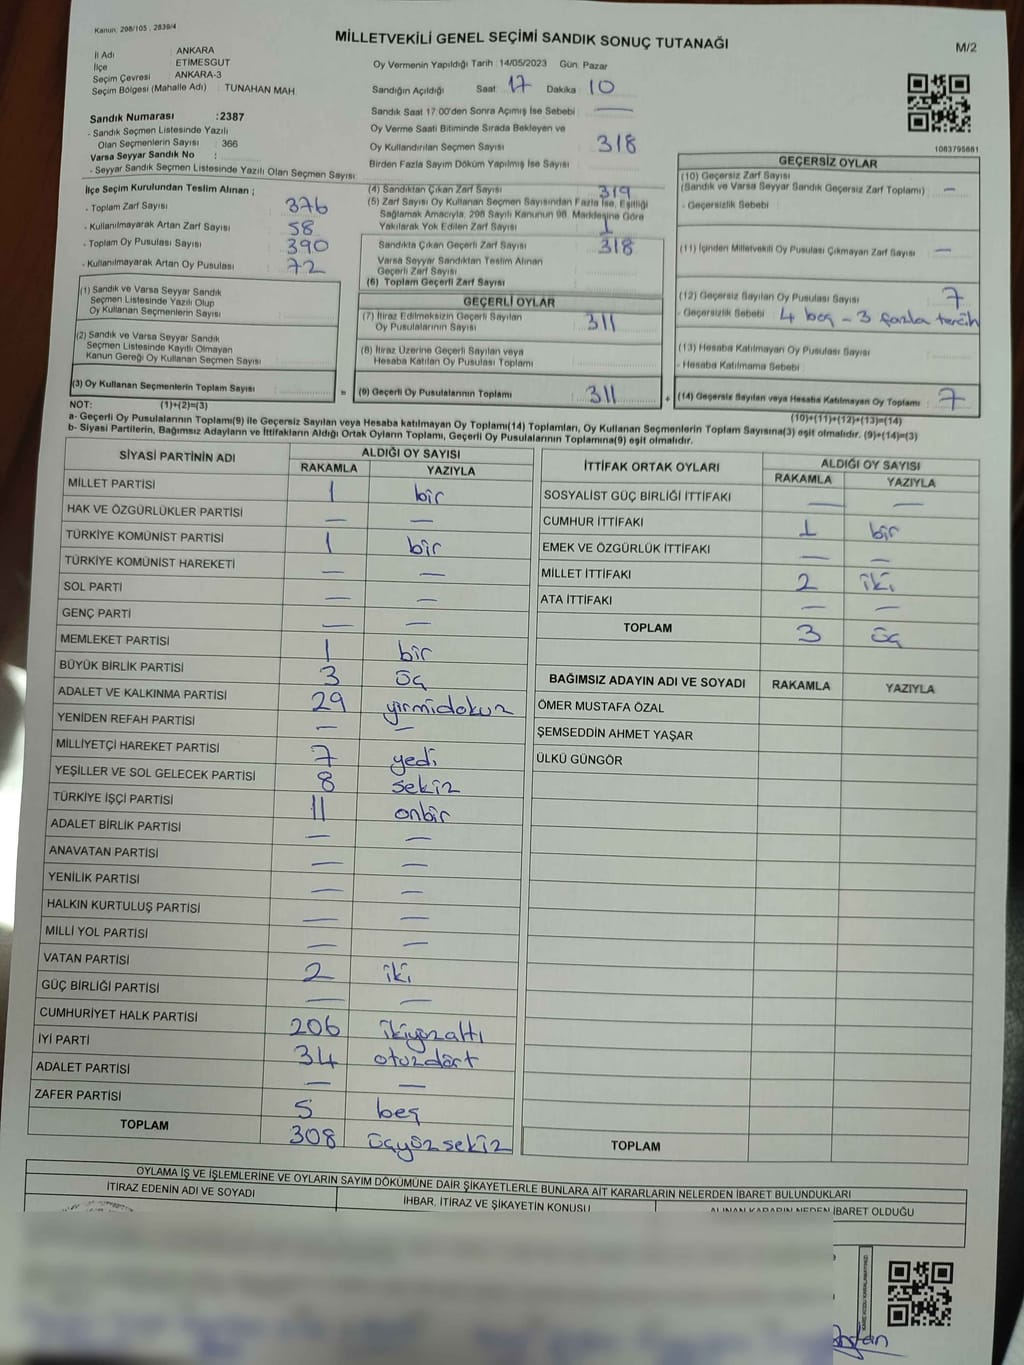 Kanun: 298/105 , 2839/4
MİLLETVEKİLİ GENEL SEÇİMİ SANDIK SONUÇ TUTANAĞI
M/2
İl Adı : ANKARA
İlçe : ETİMESGUT
Seçim Çevresi : ANKARA-3
Seçim Bölgesi (Mahalle Adı) : TUNAHAN MAH
Oy Vermenin Yapıldığı Tarih : 14/05/2023 Gün: Pazar
Sandığın Açıldığı Saat 17 Dakika 10
Sandık Saat 17:00'den Sonra Açımış İse Sebebi : —
Oy Verme Saati Bitiminde Sırada Bekleyen ve
Oy Kullandırılan Seçmen Sayısı : 318
Birden Fazla Sayım Döküm Yapılmış İse Sayısı :
Sandık Numarası : 2387
- Sandık Seçmen Listesinde Yazılı
Olan Seçmenlerin Sayısı : 366
Varsa Seyyar Sandık No :
- Seyyar Sandık Seçmen Listesinde Yazılı Olan Seçmen Sayısı :
İlçe Seçim Kurulundan Teslim Alınan ;
- Toplam Zarf Sayısı : 376
- Kullanılmayarak Artan Zarf Sayısı : 58
- Toplam Oy Pusulası Sayısı : 390
- Kullanılmayarak Artan Oy Pusulası : 72
(1) Sandık ve Varsa Seyyar Sandık
Seçmen Listesinde Yazılı Olup
Oy Kullanan Seçmenlerin Sayısı :
(2) Sandık ve Varsa Seyyar Sandık
Seçmen Listesinde Kayıtlı Olmayan
Kanun Gereği Oy Kullanan Seçmen Sayısı :
(3) Oy Kullanan Seçmenlerin Toplam Sayısı :
(4) Sandıktan Çıkan Zarf Sayısı : 319
(5) Zarf Sayısı Oy Kullanan Seçmen Sayısından Fazla İse, Eşitliği
Sağlamak Amacıyla, 298 Sayılı Kanunun 98. Maddesine Göre
Yakılarak Yok Edilen Zarf Sayısı : 1
Sandıkta Çıkan Geçerli Zarf Sayısı : 318
Varsa Seyyar Sandıktan Teslim Alınan
Geçerli Zarf Sayısı :
(6) Toplam Geçerli Zarf Sayısı :
GEÇERLİ OYLAR
(7) İtiraz Edilmeksizin Geçerli Sayılan
Oy Pusulalarının Sayısı : 311
(8) İtiraz Üzerine Geçerli Sayılan veya
Hesaba Katılan Oy Pusulası Toplamı :
= (9) Geçerli Oy Pusulalarının Toplamı : 311 +
1083795681
GEÇERSİZ OYLAR
(10) Geçersiz Zarf Sayısı
(Sandık ve Varsa Seyyar Sandık Geçersiz Zarf Toplamı) : —
- Geçersizlik Sebebi :
(11) İçinden Milletvekili Oy Pusulası Çıkmayan Zarf Sayısı : —
(12) Geçersiz Sayılan Oy Pusulası Sayısı : 7
- Geçersizlik Sebebi : 4 boş - 3 fazla tercih
(13) Hesaba Katılmayan Oy Pusulası Sayısı :
- Hesaba Katılmama Sebebi :
(14) Geçersiz Sayılan veya Hesaba Katılmayan Oy Toplamı : 7
NOT: (1)+(2)=(3) (10)+(11)+(12)+(13)=(14)
a- Geçerli Oy Pusulalarının Toplamı(9) ile Geçersiz Sayılan veya Hesaba katılmayan Oy Toplamı(14) Toplamları, Oy Kullanan Seçmenlerin Toplam Sayısına(3) eşit olmalıdır. (9)+(14)=(3)
b- Siyasi Partilerin, Bağımsız Adayların ve İttifakların Aldığı Ortak Oyların Toplamı, Geçerli Oy Pusulalarının Toplamına(9) eşit olmalıdır.
SİYASİ PARTİNİN ADI ALDIĞI OY SAYISI
RAKAMLA YAZIYLA
MİLLET PARTİSİ 1 bir
HAK VE ÖZGÜRLÜKLER PARTİSİ — —
TÜRKİYE KOMÜNİST PARTİSİ 1 bir
TÜRKİYE KOMÜNİST HAREKETİ — —
SOL PARTİ — —
GENÇ PARTİ — —
MEMLEKET PARTİSİ 1 bir
BÜYÜK BİRLİK PARTİSİ 3 üç
ADALET VE KALKINMA PARTİSİ 29 yirmidokuz
YENİDEN REFAH PARTİSİ — —
MİLLİYETÇİ HAREKET PARTİSİ 7 yedi
YEŞİLLER VE SOL GELECEK PARTİSİ 8 sekiz
TÜRKİYE İŞÇİ PARTİSİ 11 onbir
ADALET BİRLİK PARTİSİ — —
ANAVATAN PARTİSİ — —
YENİLİK PARTİSİ — —
HALKIN KURTULUŞ PARTİSİ — —
MİLLİ YOL PARTİSİ — —
VATAN PARTİSİ 2 iki
GÜÇ BİRLİĞİ PARTİSİ — —
CUMHURİYET HALK PARTİSİ 206 ikiyüzaltı
İYİ PARTİ 34 otuzdört
ADALET PARTİSİ — —
ZAFER PARTİSİ 5 beş
TOPLAM 308 üçyüzsekiz
İTTİFAK ORTAK OYLARI ALDIĞI OY SAYISI
RAKAMLA YAZIYLA
SOSYALİST GÜÇ BİRLİĞİ İTTİFAKI — —
CUMHUR İTTİFAKI 1 bir
EMEK VE ÖZGÜRLÜK İTTİFAKI — —
MİLLET İTTİFAKI 2 iki
ATA İTTİFAKI — —
TOPLAM 3 üç
BAĞIMSIZ ADAYIN ADI VE SOYADI RAKAMLA YAZIYLA
ÖMER MUSTAFA ÖZAL
ŞEMSEDDİN AHMET YAŞAR
ÜLKÜ GÜNGÖR
TOPLAM
OYLAMA İŞ VE İŞLEMLERİNE VE OYLARIN SAYIM DÖKÜMÜNE DAİR ŞİKAYETLERLE BUNLARA AİT KARARLARIN NELERDEN İBARET BULUNDUKLARI
İTİRAZ EDENİN ADI VE SOYADI İHBAR, İTİRAZ VE ŞİKAYETİN KONUSU ALINAN KARARIN NEDEN İBARET OLDUĞU